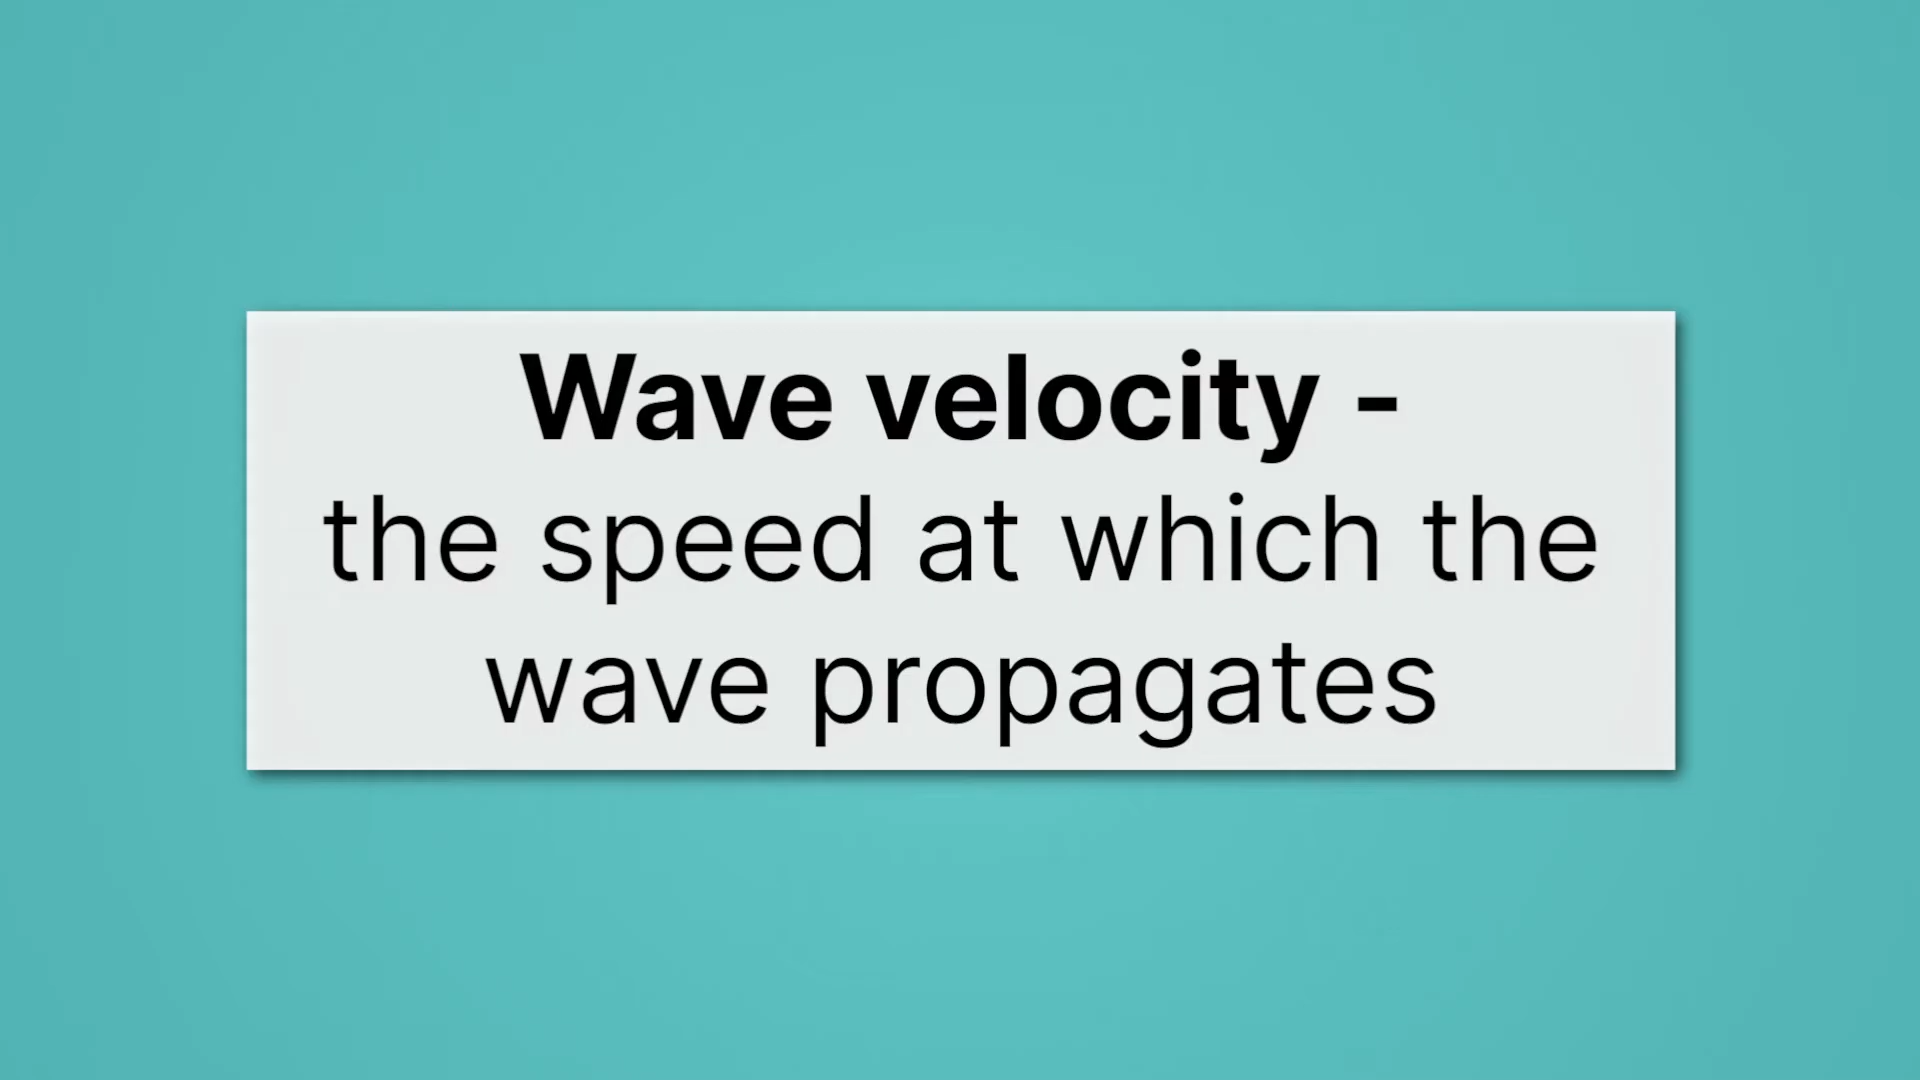 Wave velocity -
the speed at which the
wave propagates